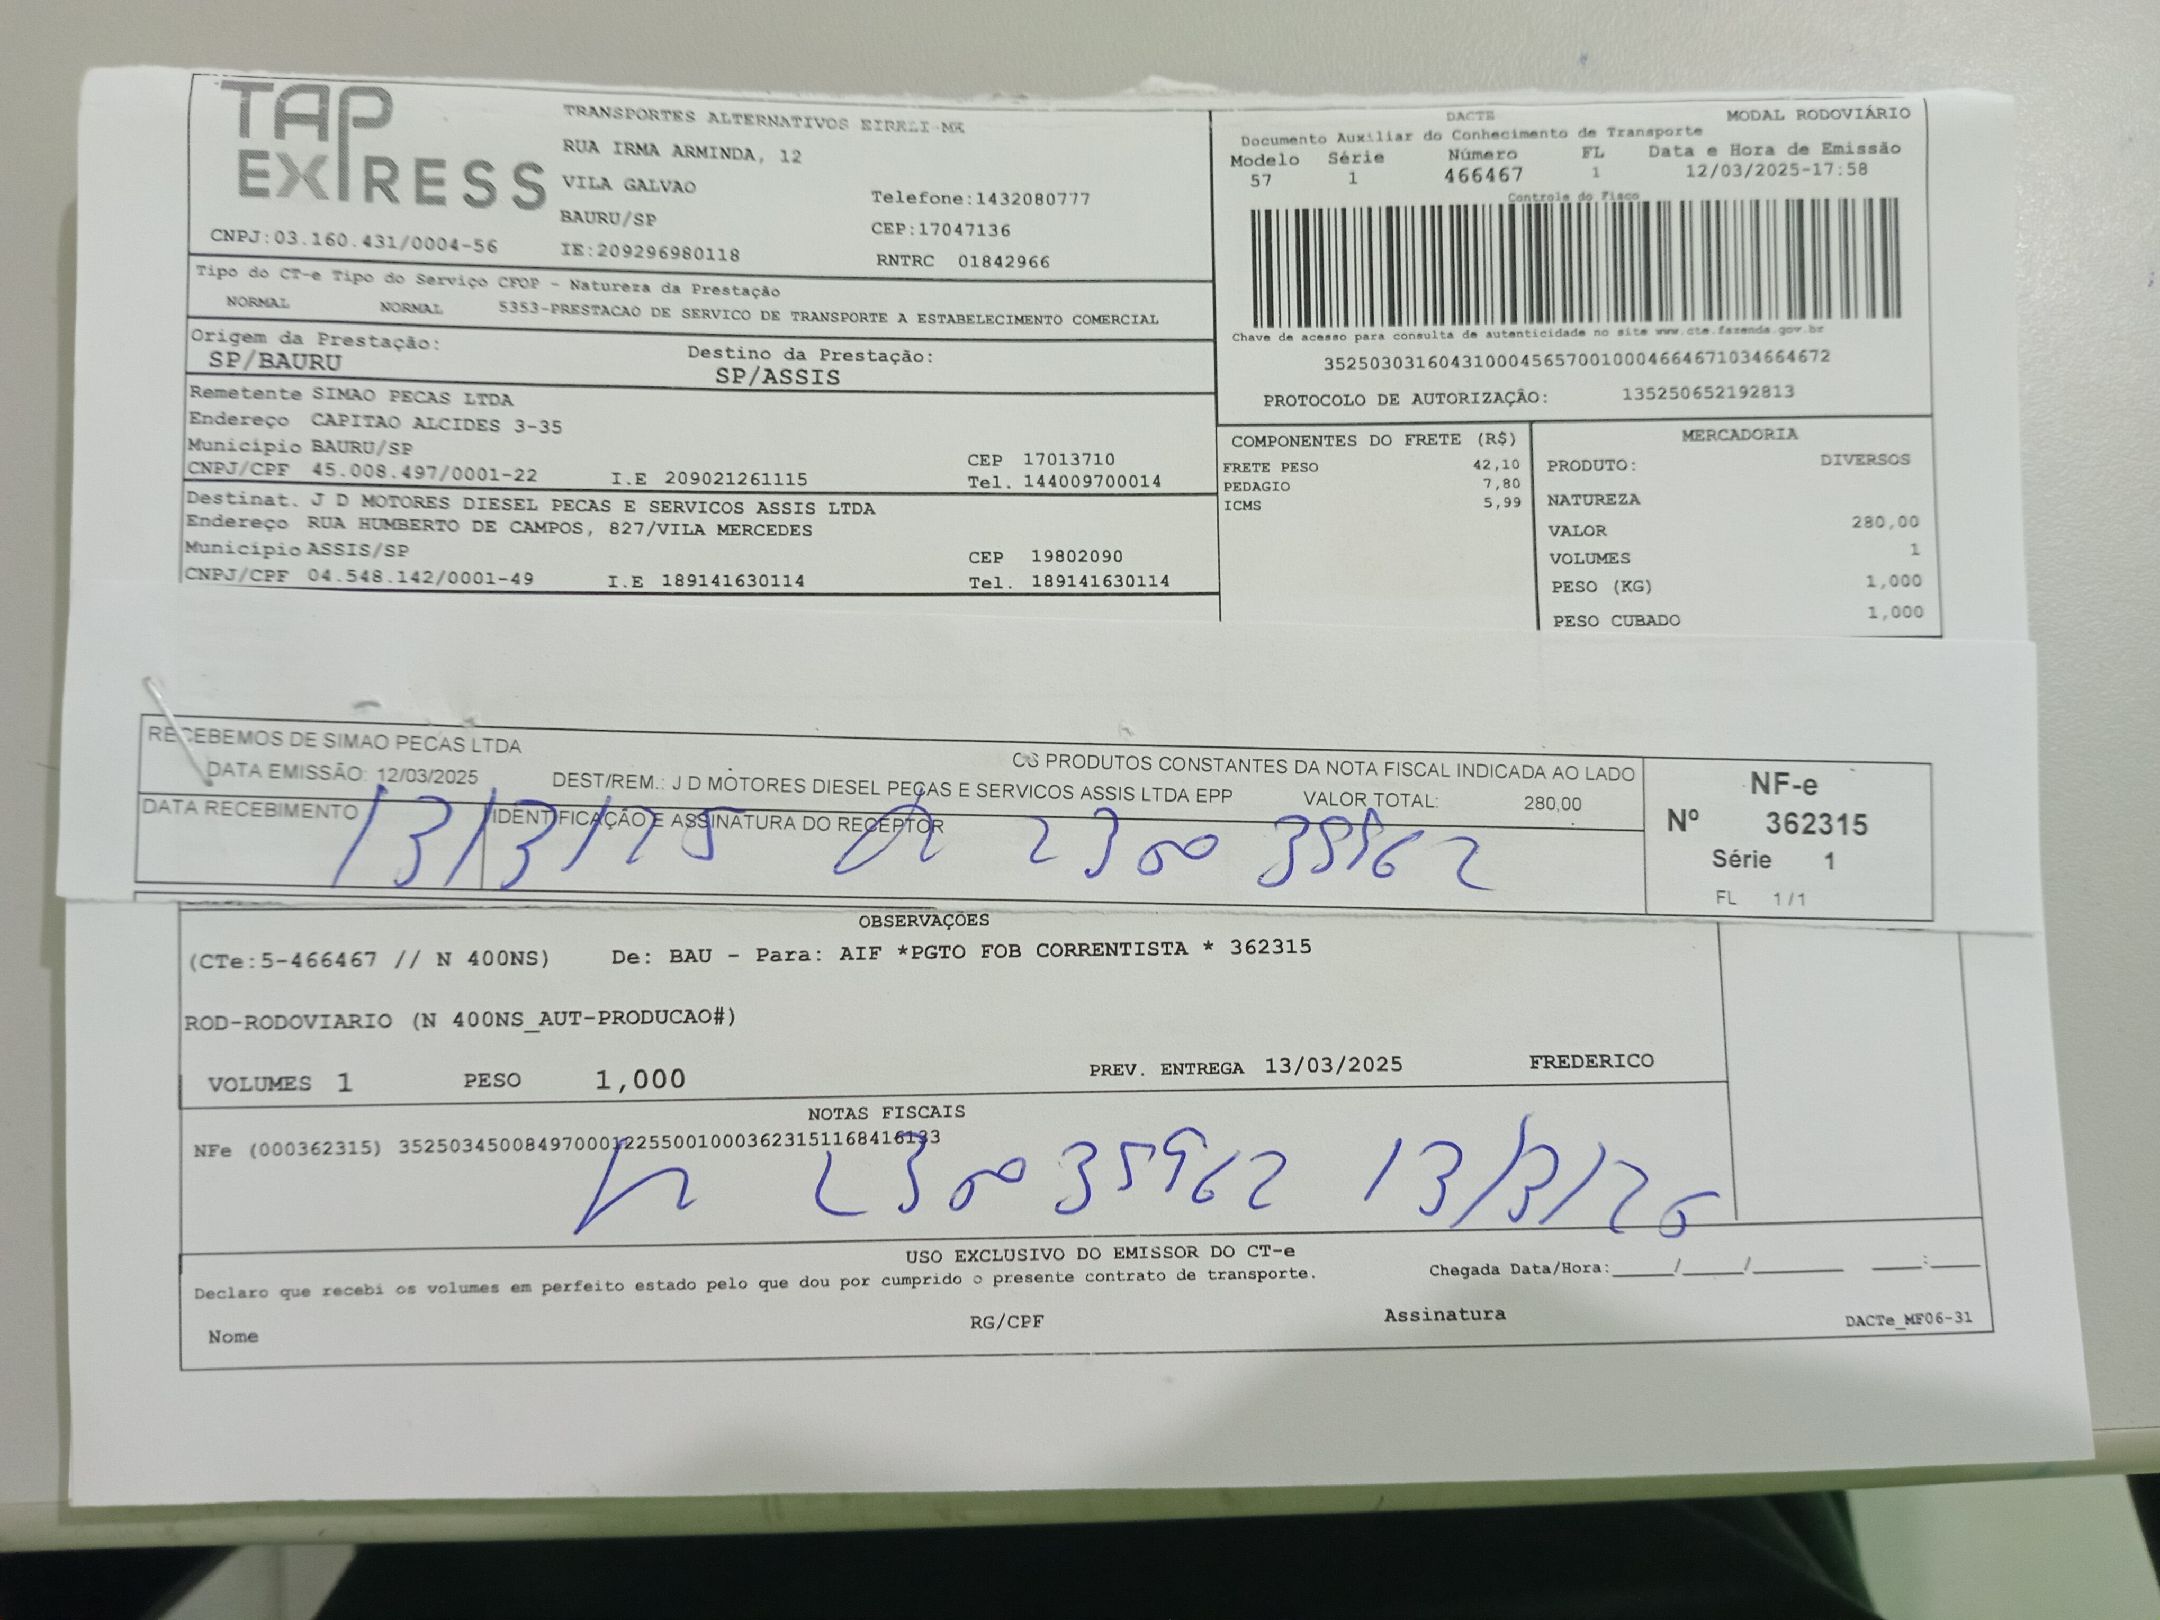 TAP EXPRESS
TRANSPORTES ALTERNATIVOS EIRELI-ME
RUA IRMA ARMINDA, 12
VILA GALVAO
BAURU/SP
IE:209296980118
Telefone:1432080777
CEP:17047136
RNTRC 01842966
CNPJ:03.160.431/0004-56
DACTE MODAL RODOVIÁRIO
Documento Auxiliar do Conhecimento de Transporte
Modelo Série Número FL Data e Hora de Emissão
57 1 466467 1 12/03/2025-17:58
Controle do Fisco
Chave de acesso para consulta de autenticidade no site www.cte.fazenda.gov.br
35250303160431000456570010004664671034664672
PROTOCOLO DE AUTORIZAÇÃO: 135250652192813
Tipo do CT-e Tipo do Serviço CFOP - Natureza da Prestação
NORMAL NORMAL 5353-PRESTACAO DE SERVICO DE TRANSPORTE A ESTABELECIMENTO COMERCIAL
Origem da Prestação: Destino da Prestação:
SP/BAURU SP/ASSIS
Remetente SIMAO PECAS LTDA
Endereço CAPITAO ALCIDES 3-35
Município BAURU/SP CEP 17013710
CNPJ/CPF 45.008.497/0001-22 I.E 209021261115 Tel. 144009700014
Destinat. J D MOTORES DIESEL PECAS E SERVICOS ASSIS LTDA
Endereço RUA HUMBERTO DE CAMPOS, 827/VILA MERCEDES
Município ASSIS/SP CEP 19802090
CNPJ/CPF 04.548.142/0001-49 I.E 189141630114 Tel. 189141630114
COMPONENTES DO FRETE (R$)
FRETE PESO 42,10
PEDAGIO 7,80
ICMS 5,99
MERCADORIA
PRODUTO: DIVERSOS
NATUREZA
VALOR 280,00
VOLUMES 1
PESO (KG) 1,000
PESO CUBADO 1,000
RECEBEMOS DE SIMAO PECAS LTDA OS PRODUTOS CONSTANTES DA NOTA FISCAL INDICADA AO LADO
DATA EMISSÃO: 12/03/2025 DEST/REM.: J D MOTORES DIESEL PEÇAS E SERVICOS ASSIS LTDA EPP VALOR TOTAL: 280,00
DATA RECEBIMENTO IDENTIFICAÇÃO E ASSINATURA DO RECEPTOR
13/3/25 230035962
NF-e
Nº 362315
Série 1
FL 1/1
OBSERVAÇÕES
(CTe:5-466467 // N 400NS) De: BAU - Para: AIF *PGTO FOB CORRENTISTA * 362315
ROD-RODOVIARIO (N 400NS_AUT-PRODUCAO#)
VOLUMES 1 PESO 1,000 PREV. ENTREGA 13/03/2025 FREDERICO
NOTAS FISCAIS
NFe (000362315) 35250345008497000122550010003623151168416133
230035962 13/3/25
USO EXCLUSIVO DO EMISSOR DO CT-e
Declaro que recebi os volumes em perfeito estado pelo que dou por cumprido o presente contrato de transporte. Chegada Data/Hora:____/____/______ ___:___
Nome RG/CPF Assinatura DACTe_MF06-31